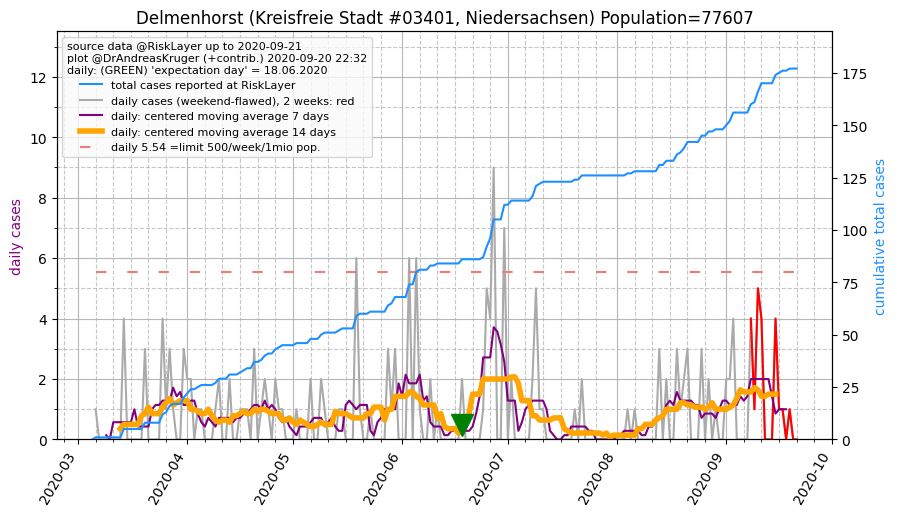 Delmenhorst (Kreisfreie Stadt #03401, Niedersachsen) Population=77607
source data @RiskLayer up to 2020-09-21
plot @DrAndreasKruger (+contrib.) 2020-09-20 22:32
daily: (GREEN) 'expectation day' = 18.06.2020
total cases reported at RiskLayer
daily cases (weekend-flawed), 2 weeks: red
daily: centered moving average 7 days
daily: centered moving average 14 days
daily 5.54 =limit 500/week/1mio pop.
daily cases
12
10
8
6
4
2
0
175
150
125
100
75
50
25
0
cumulative total cases
2020-03
2020-04
2020-05
2020-06
2020-07
2020-08
2020-09
2020-10